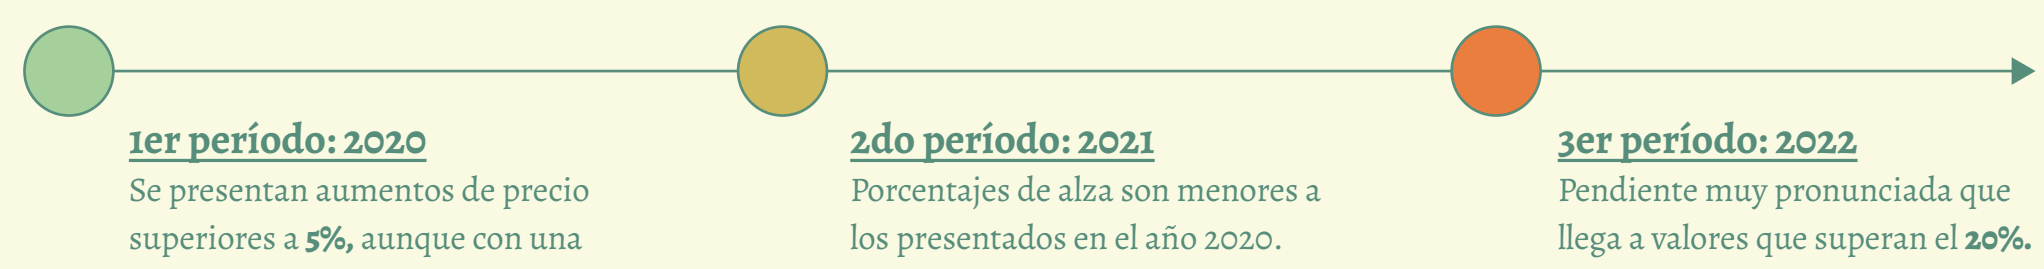 1er período: 2020
Se presentan aumentos de precio
superiores a 5%, aunque con una
2do período: 2021
Porcentajes de alza son menores a
los presentados en el año 2020.
3er período: 2022
Pendiente muy pronunciada que
llega a valores que superan el 20%.